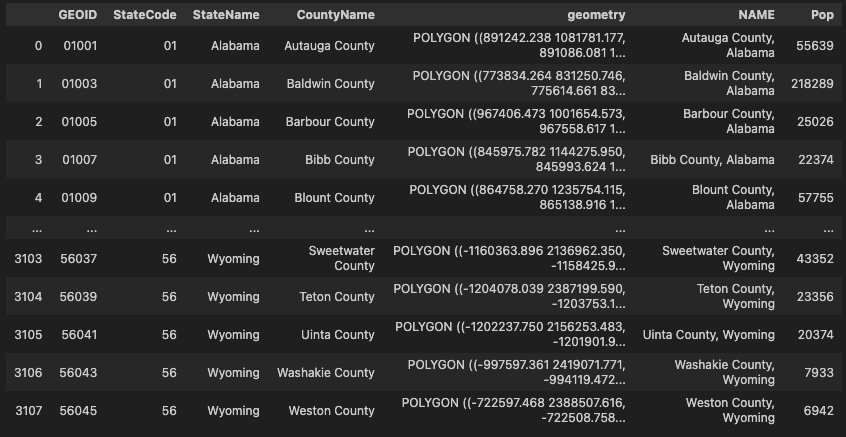 GEOID StateCode StateName CountyName geometry NAME Pop
0 01001 01 Alabama Autauga County POLYGON ((891242.238 1081781.177, 891086.081 1... Autauga County, Alabama 55639
1 01003 01 Alabama Baldwin County POLYGON ((773834.264 831250.746, 775614.661 83... Baldwin County, Alabama 218289
2 01005 01 Alabama Barbour County POLYGON ((967406.473 1001654.573, 967558.617 1... Barbour County, Alabama 25026
3 01007 01 Alabama Bibb County POLYGON ((845975.782 1144275.950, 845993.624 1... Bibb County, Alabama 22374
4 01009 01 Alabama Blount County POLYGON ((864758.270 1235754.115, 865138.916 1... Blount County, Alabama 57755
... ... ... ... ... ... ... ...
3103 56037 56 Wyoming Sweetwater County POLYGON ((-1160363.896 2136962.350, -1158425.9... Sweetwater County, Wyoming 43352
3104 56039 56 Wyoming Teton County POLYGON ((-1204078.039 2387199.590, -1203753.1... Teton County, Wyoming 23356
3105 56041 56 Wyoming Uinta County POLYGON ((-1202237.750 2156253.483, -1201901.9... Uinta County, Wyoming 20374
3106 56043 56 Wyoming Washakie County POLYGON ((-997597.361 2419071.771, -994119.472... Washakie County, Wyoming 7933
3107 56045 56 Wyoming Weston County POLYGON ((-722597.468 2388507.616, -722508.758... Weston County, Wyoming 6942